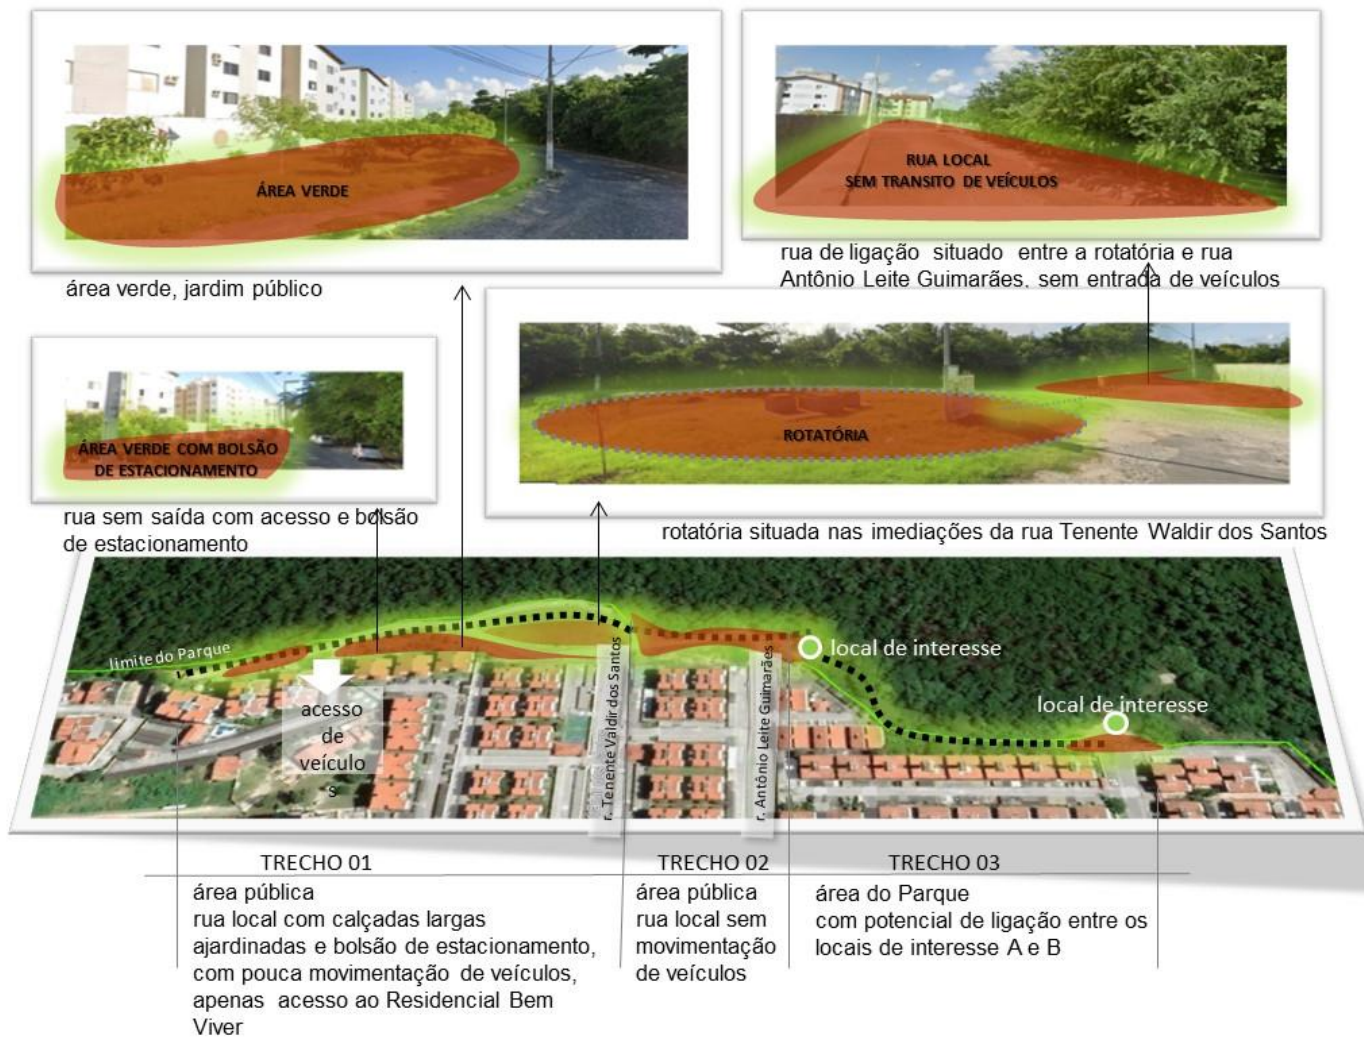 ÁREA VERDE
área verde, jardim público
RUA LOCAL
SEM TRANSITO DE VEÍCULOS
rua de ligação situado entre a rotatória e rua
Antônio Leite Guimarães, sem entrada de veículos
ÁREA VERDE COM BOLSÃO
DE ESTACIONAMENTO
rua sem saída com acesso e bolsão
de estacionamento
ROTATÓRIA
rotatória situada nas imediações da rua Tenente Waldir dos Santos
limite do Parque
acesso
de
veículo
s
r. Tenente Valdir dos Santos
r. Antônio Leite Guimarães
local de interesse
local de interesse
TRECHO 01
área pública
rua local com calçadas largas
ajardinadas e bolsão de estacionamento,
com pouca movimentação de veículos,
apenas acesso ao Residencial Bem
Viver
TRECHO 02
área pública
rua local sem
movimentação
de veículos
TRECHO 03
área do Parque
com potencial de ligação entre os
locais de interesse A e B